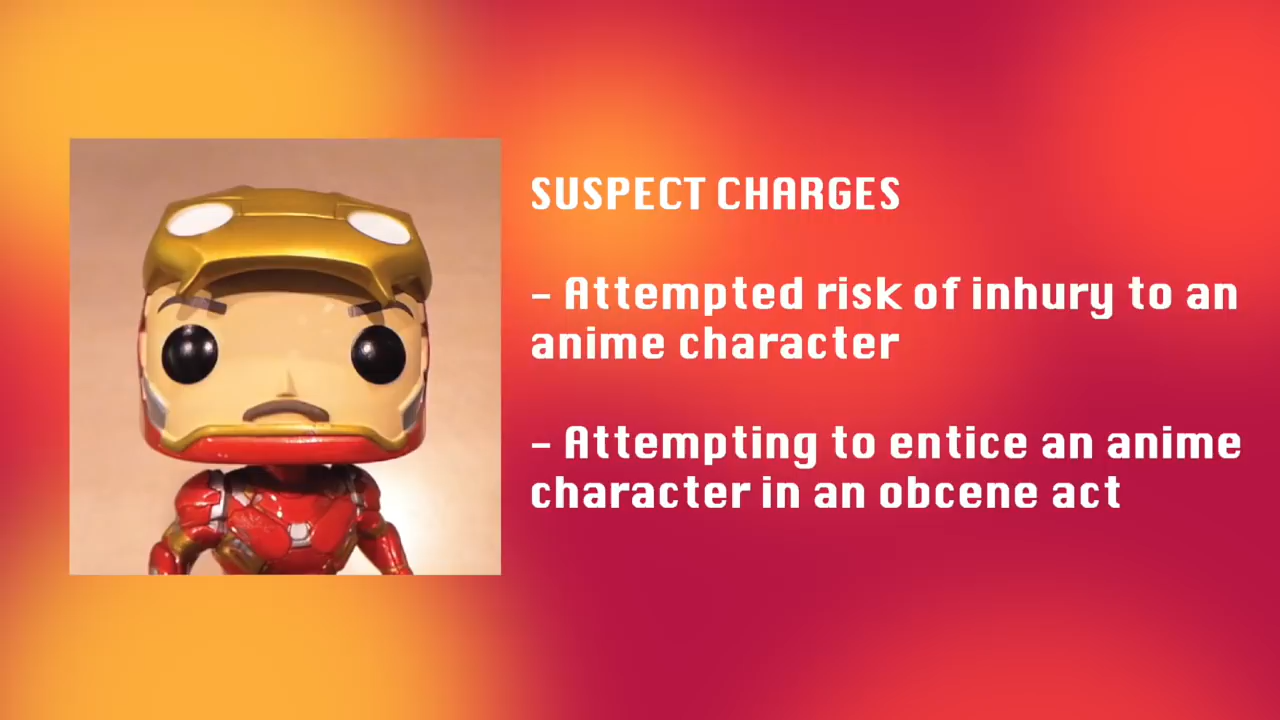 SUSPECT CHARGES
- Attempted risk of inhury to an
anime character
- Attempting to entice an anime
character in an obcene act